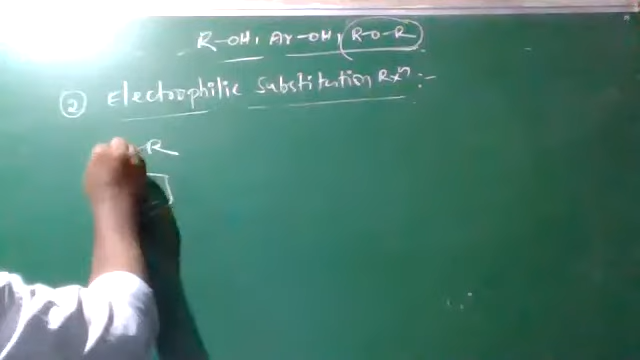 R-OH, Ar-OH, R-O-R
② Electrophilic Substitution Rxn :-
R